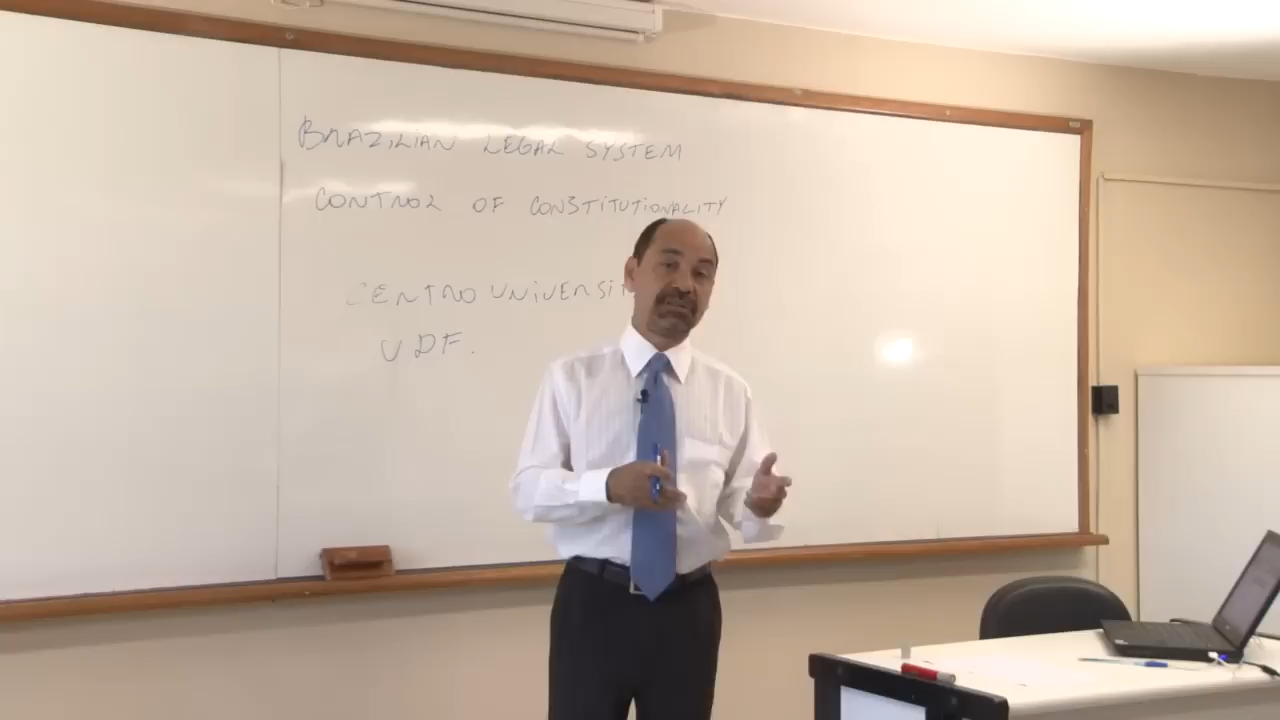 BRAZILIAN LEGAL SYSTEM
CONTROL OF CONSTITUTIONALITY
CENTRO UNIVERSIT
UDF.